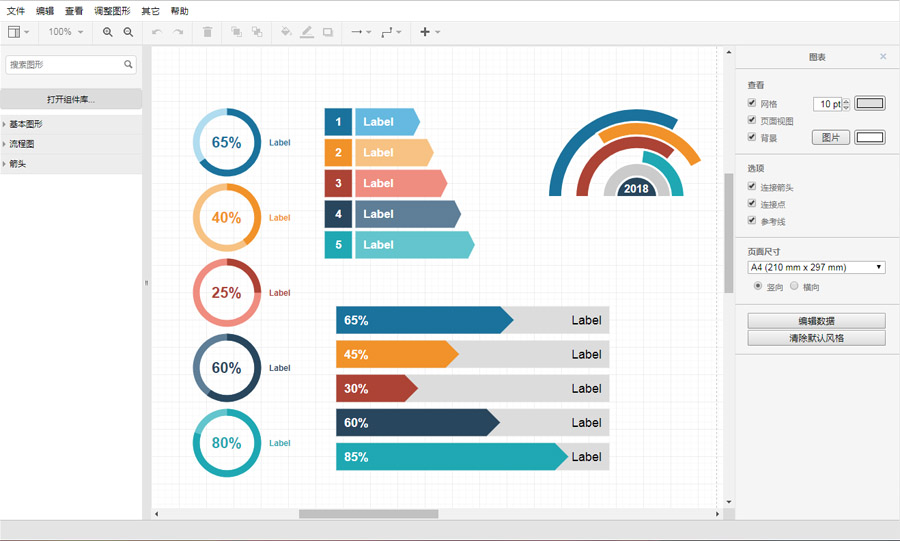 文件 编辑 查看 调整图形 其它 帮助
100%
搜索图形
打开组件库...
基本图形
流程图
箭头
65% Label
40% Label
25% Label
60% Label
80% Label
1 Label
2 Label
3 Label
4 Label
5 Label
2018
65% Label
45% Label
30% Label
60% Label
85% Label
图表
查看
网格 10 pt
页面视图
背景 图片
选项
连接箭头
连接点
参考线
页面尺寸
A4 (210 mm x 297 mm)
竖向 横向
编辑数据
清除默认风格